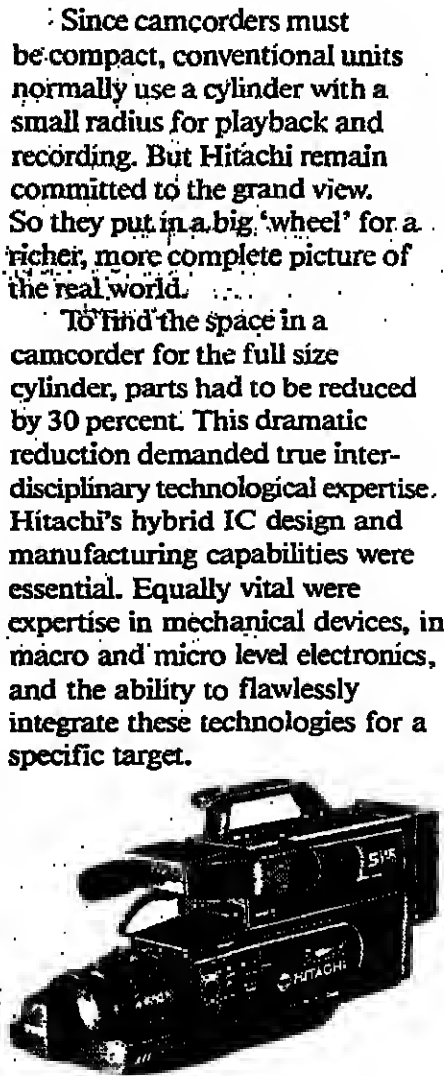 Since camcorders must
be compact, conventional units
normally use a cylinder with a
small radius for playback and
recording. But Hitachi remain
committed to the grand view.
So they put in a big 'wheel' for a
richer, more complete picture of
the real world.
To find the space in a
camcorder for the full size
cylinder, parts had to be reduced
by 30 percent. This dramatic
reduction demanded true inter-
disciplinary technological expertise.
Hitachi's hybrid IC design and
manufacturing capabilities were
essential. Equally vital were
expertise in mechanical devices, in
macro and micro level electronics,
and the ability to flawlessly
integrate these technologies for a
specific target.
HITACHI